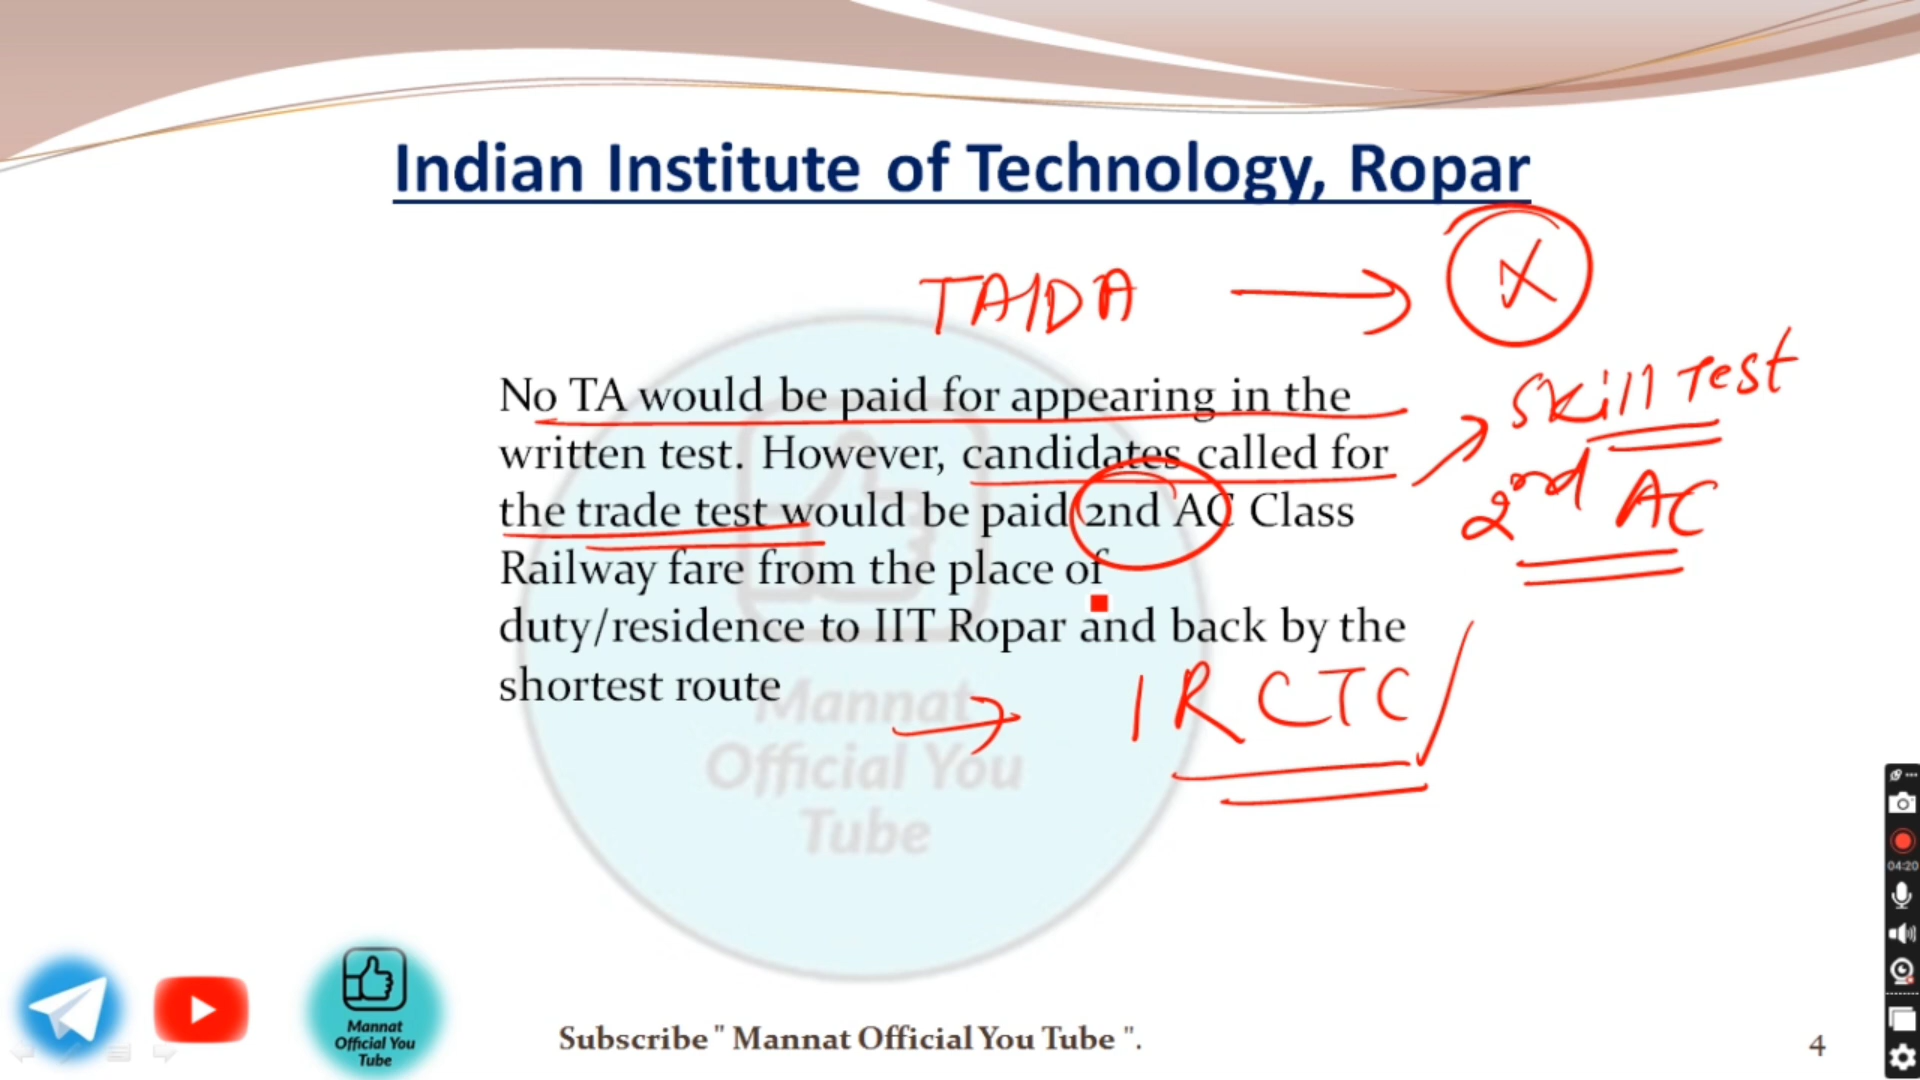 Indian Institute of Technology, Ropar
TA/DA → X
No TA would be paid for appearing in the
written test. However, candidates called for
the trade test would be paid 2nd AC Class
Railway fare from the place of
duty/residence to IIT Ropar and back by the
shortest route
Skill Test
2nd AC
→ IRCTC
Mannat
Official You
Tube
Mannat
Official You
Tube
Subscribe " Mannat Official You Tube ".
4
04:20